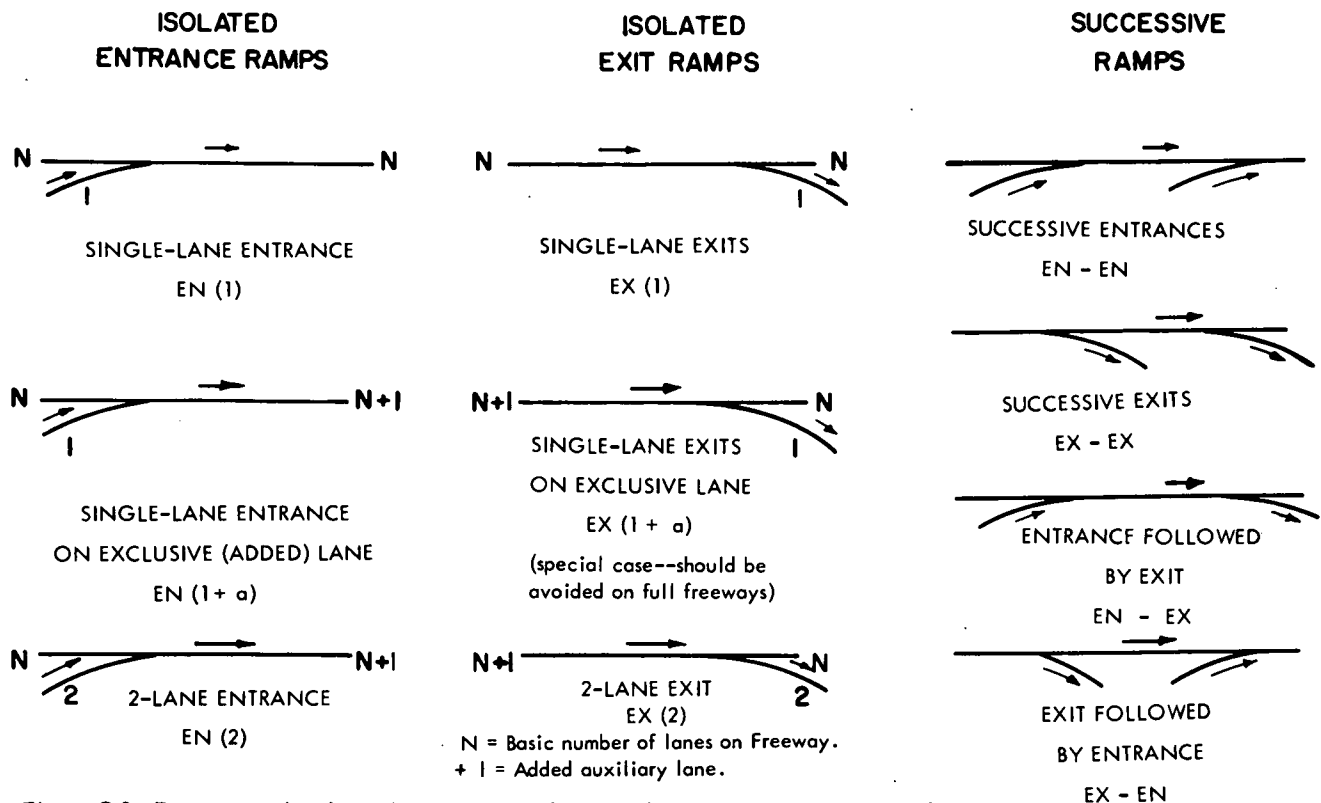 ISOLATED
ENTRANCE RAMPS
N
N
1
SINGLE-LANE ENTRANCE
EN (1)
N
N+1
1
SINGLE-LANE ENTRANCE
ON EXCLUSIVE (ADDED) LANE
EN (1+ a)
N
N+1
2
2-LANE ENTRANCE
EN (2)
ISOLATED
EXIT RAMPS
N
N
1
SINGLE-LANE EXITS
EX (1)
N+1
N
1
SINGLE-LANE EXITS
ON EXCLUSIVE LANE
EX (1+ a)
(special case--should be
avoided on full freeways)
N+1
N
2
2-LANE EXIT
EX (2)
N = Basic number of lanes on Freeway.
+ 1 = Added auxiliary lane.
SUCCESSIVE
RAMPS
SUCCESSIVE ENTRANCES
EN - EN
SUCCESSIVE EXITS
EX - EX
ENTRANCE FOLLOWED
BY EXIT
EN - EX
EXIT FOLLOWED
BY ENTRANCE
EX - EN